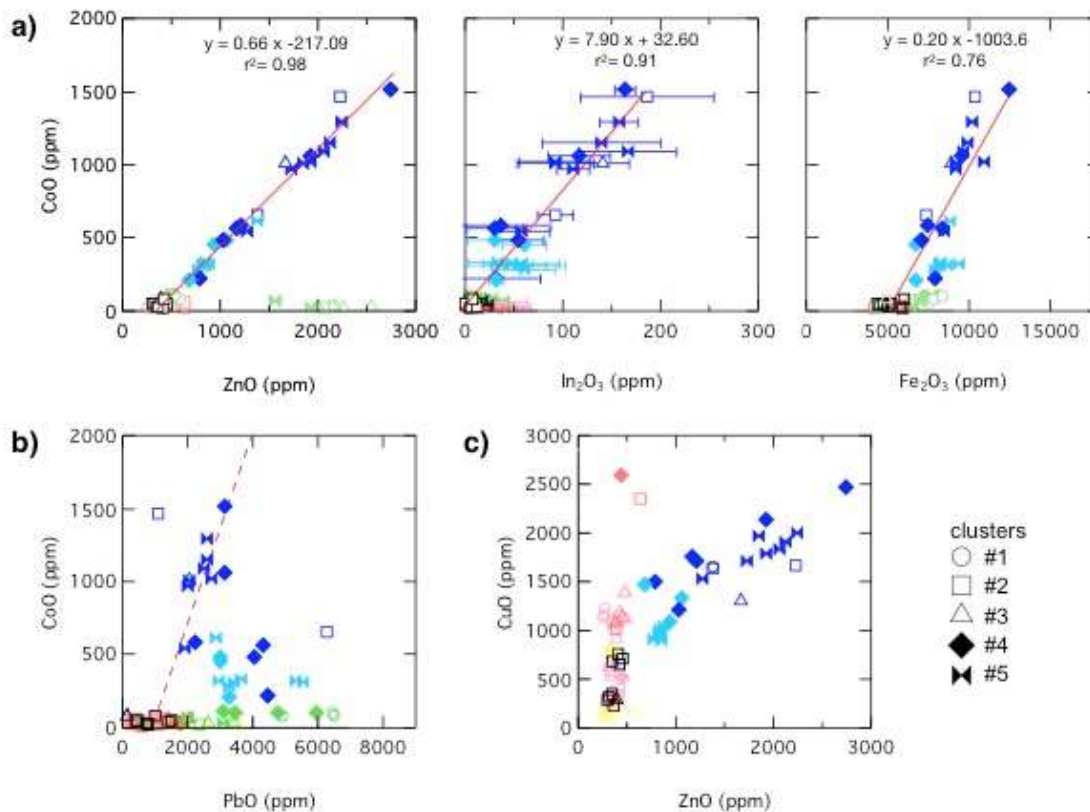 a)
y = 0.66 x -217.09
r²= 0.98
y = 7.90 x + 32.60
r²= 0.91
y = 0.20 x -1003.6
r²= 0.76
CoO (ppm)
2000
1500
1000
500
0
0 1000 2000 3000
0 100 200 300
0 5000 10000 15000
ZnO (ppm)
In₂O₃ (ppm)
Fe₂O₃ (ppm)
b)
CoO (ppm)
2000
1500
1000
500
0
0 2000 4000 6000 8000
PbO (ppm)
c)
CuO (ppm)
3000
2500
2000
1500
1000
500
0
0 1000 2000 3000
ZnO (ppm)
clusters
#1
#2
#3
#4
#5